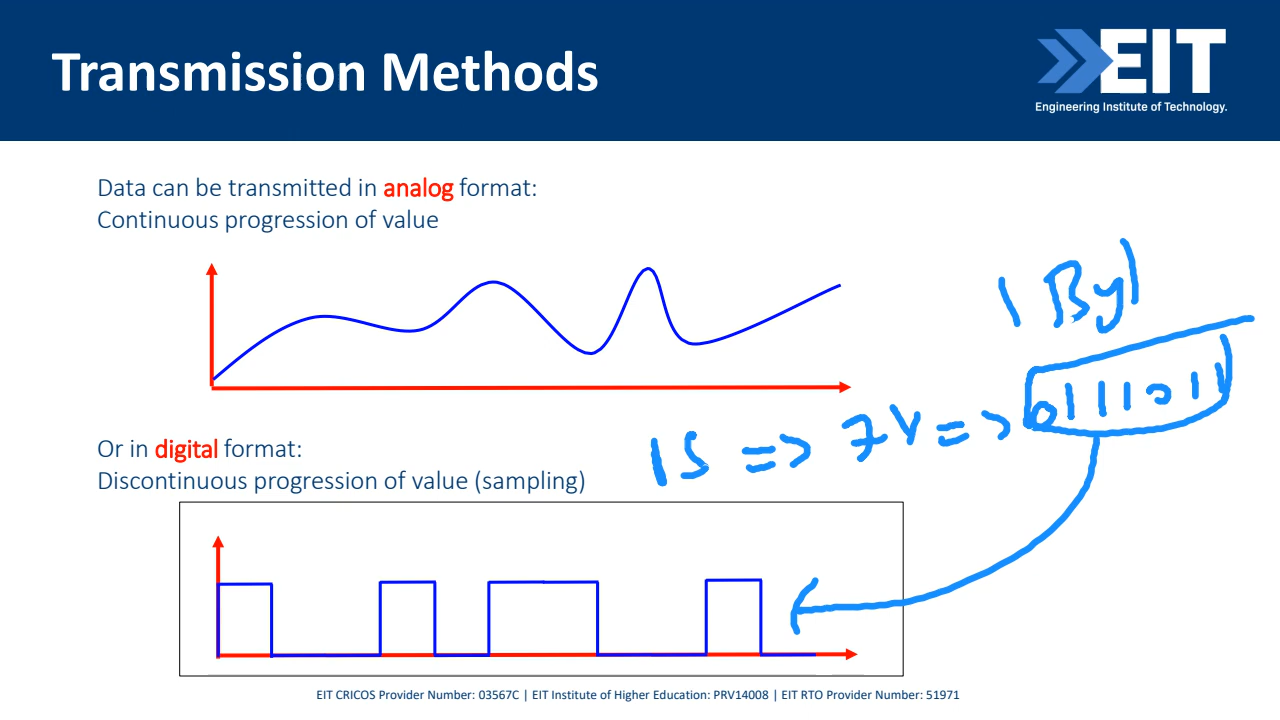 Transmission Methods
EIT
Engineering Institute of Technology.
Data can be transmitted in analog format:
Continuous progression of value
1 By
1S => 7V => 0111011
Or in digital format:
Discontinuous progression of value (sampling)
EIT CRICOS Provider Number: 03567C | EIT Institute of Higher Education: PRV14008 | EIT RTO Provider Number: 51971